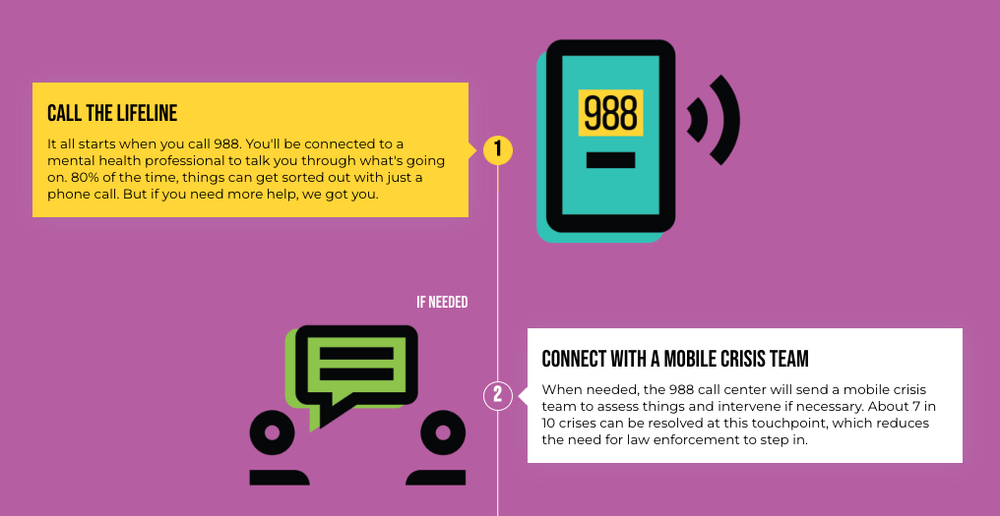 CALL THE LIFELINE
It all starts when you call 988. You'll be connected to a
mental health professional to talk you through what's going
on. 80% of the time, things can get sorted out with just a
phone call. But if you need more help, we got you.
1
988
IF NEEDED
2
CONNECT WITH A MOBILE CRISIS TEAM
When needed, the 988 call center will send a mobile crisis
team to assess things and intervene if necessary. About 7 in
10 crises can be resolved at this touchpoint, which reduces
the need for law enforcement to step in.